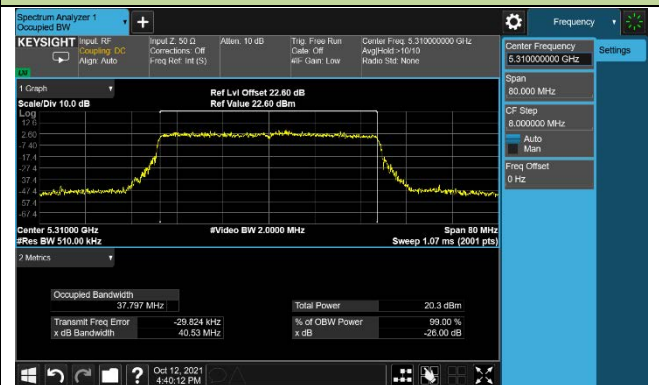 Spectrum Analyzer 1
Occupied BW
Frequency
KEYSIGHT
Input: RF
Coupling: DC
Align: Auto
Input Z: 50 Ω
Corrections: Off
Freq Ref: Int (S)
Atten: 10 dB
Trig: Free Run
Gate: Off
#IF Gain: Low
Center Freq: 5.310000000 GHz
Avg|Hold:>10/10
Radio Std: None
LW
Center Frequency
5.310000000 GHz
Settings
Span
80.000 MHz
CF Step
8.000000 MHz
Auto
Man
Freq Offset
0 Hz
1 Graph
Scale/Div 10.0 dB
Ref Lvl Offset 22.60 dB
Ref Value 22.60 dBm
Log
12.6
2.60
-7.40
-17.4
-27.4
-37.4
-47.4
-57.4
-67.4
Center 5.31000 GHz
#Res BW 510.00 kHz
#Video BW 2.0000 MHz
Span 80 MHz
Sweep 1.07 ms (2001 pts)
2 Metrics
Occupied Bandwidth
37.797 MHz
Total Power 20.3 dBm
Transmit Freq Error -29.824 kHz
% of OBW Power 99.00 %
x dB Bandwidth 40.53 MHz
x dB -26.00 dB
?
Oct 12, 2021
4:40:12 PM